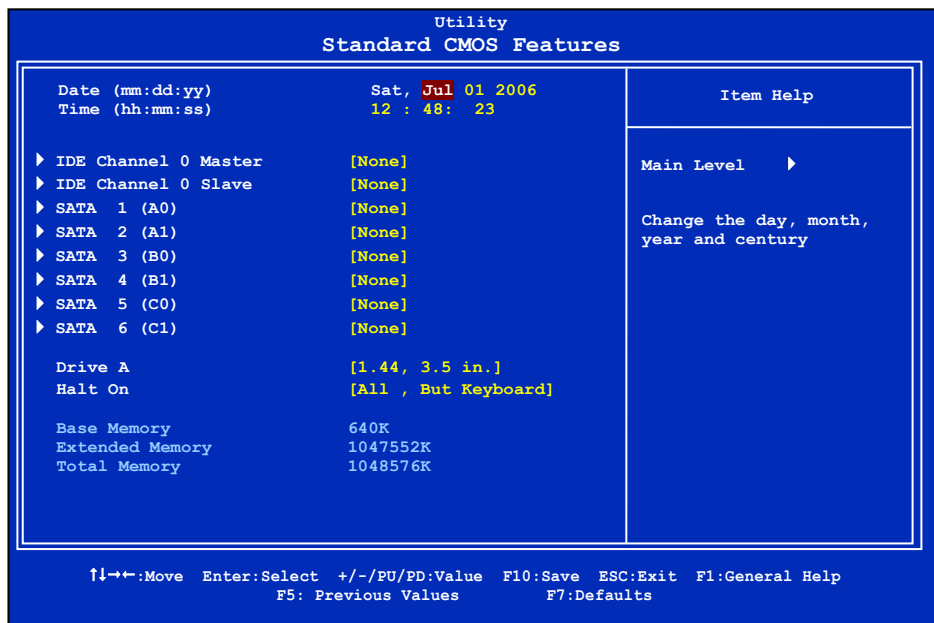 Utility
Standard CMOS Features
Date (mm:dd:yy) Sat, Jul 01 2006
Time (hh:mm:ss) 12 : 48: 23
Item Help
IDE Channel 0 Master [None]
Main Level
IDE Channel 0 Slave [None]
SATA 1 (A0) [None]
Change the day, month,
SATA 2 (A1) [None]
year and century
SATA 3 (B0) [None]
SATA 4 (B1) [None]
SATA 5 (C0) [None]
SATA 6 (C1) [None]
Drive A [1.44, 3.5 in.]
Halt On [All , But Keyboard]
Base Memory 640K
Extended Memory 1047552K
Total Memory 1048576K
↑↓→←:Move Enter:Select +/-/PU/PD:Value F10:Save ESC:Exit F1:General Help
F5: Previous Values F7:Defaults